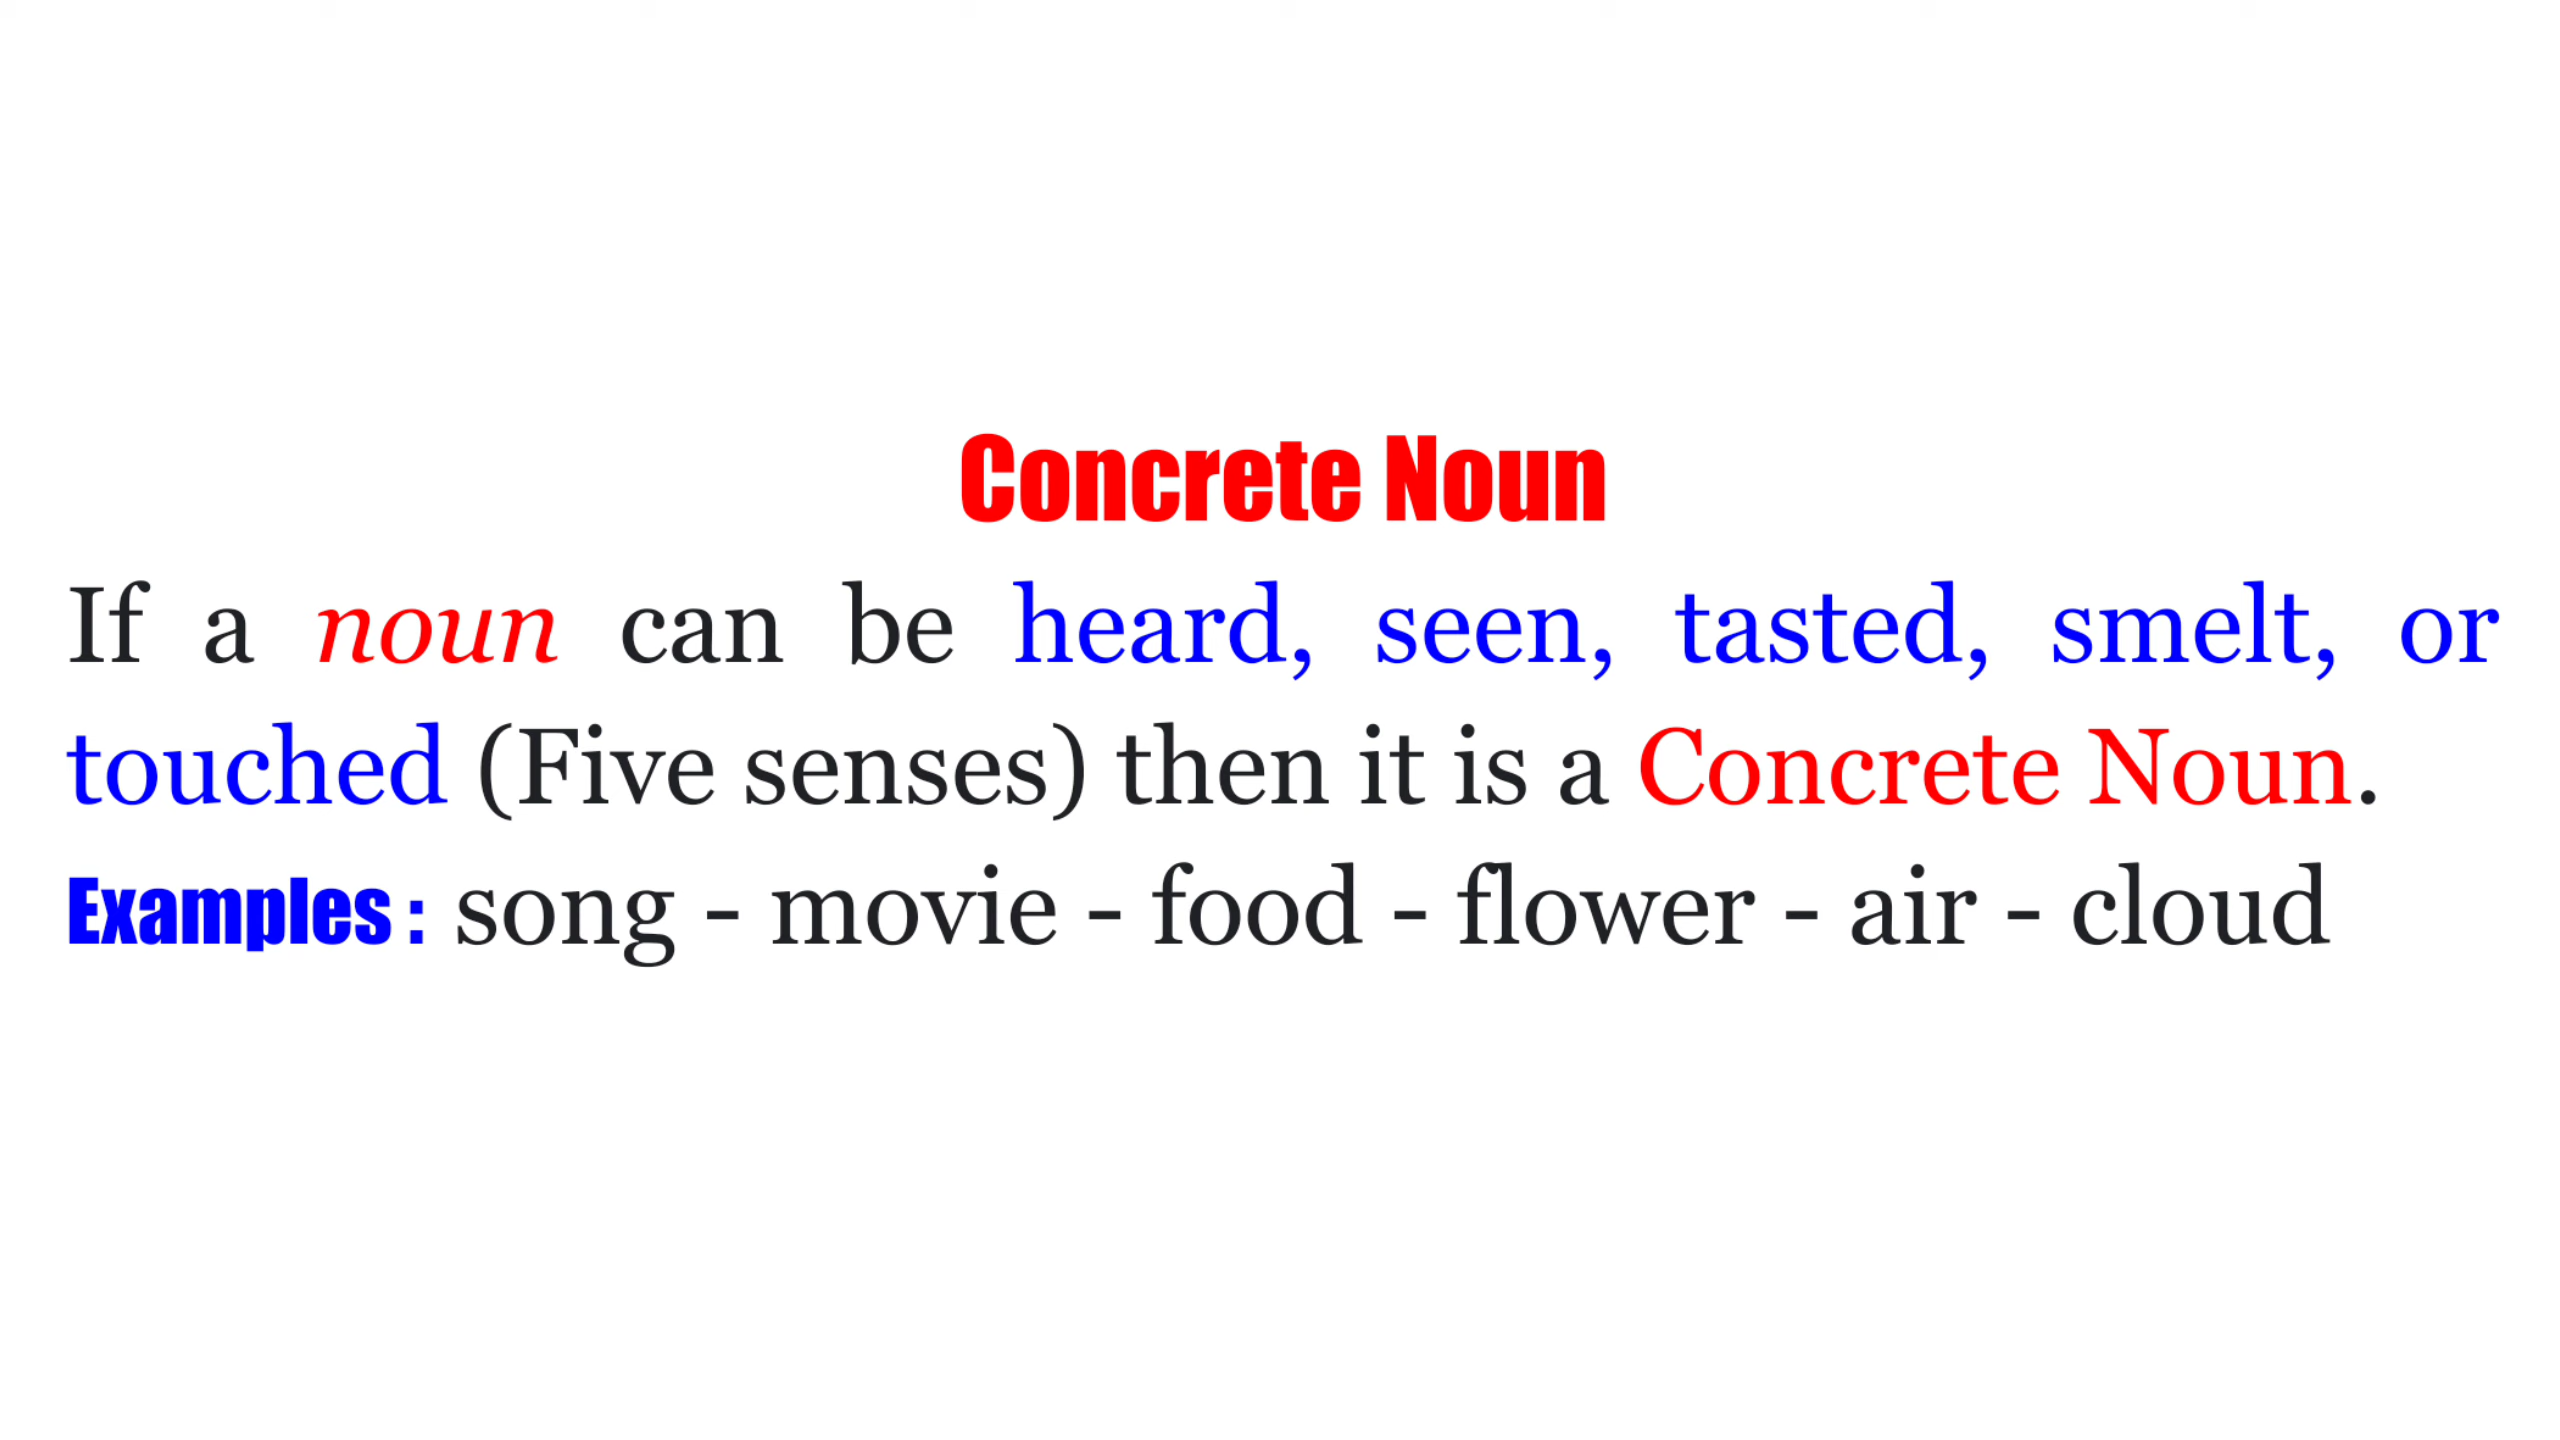 Concrete Noun
If a noun can be heard, seen, tasted, smelt, or
touched (Five senses) then it is a Concrete Noun.
Examples : song - movie - food - flower - air - cloud